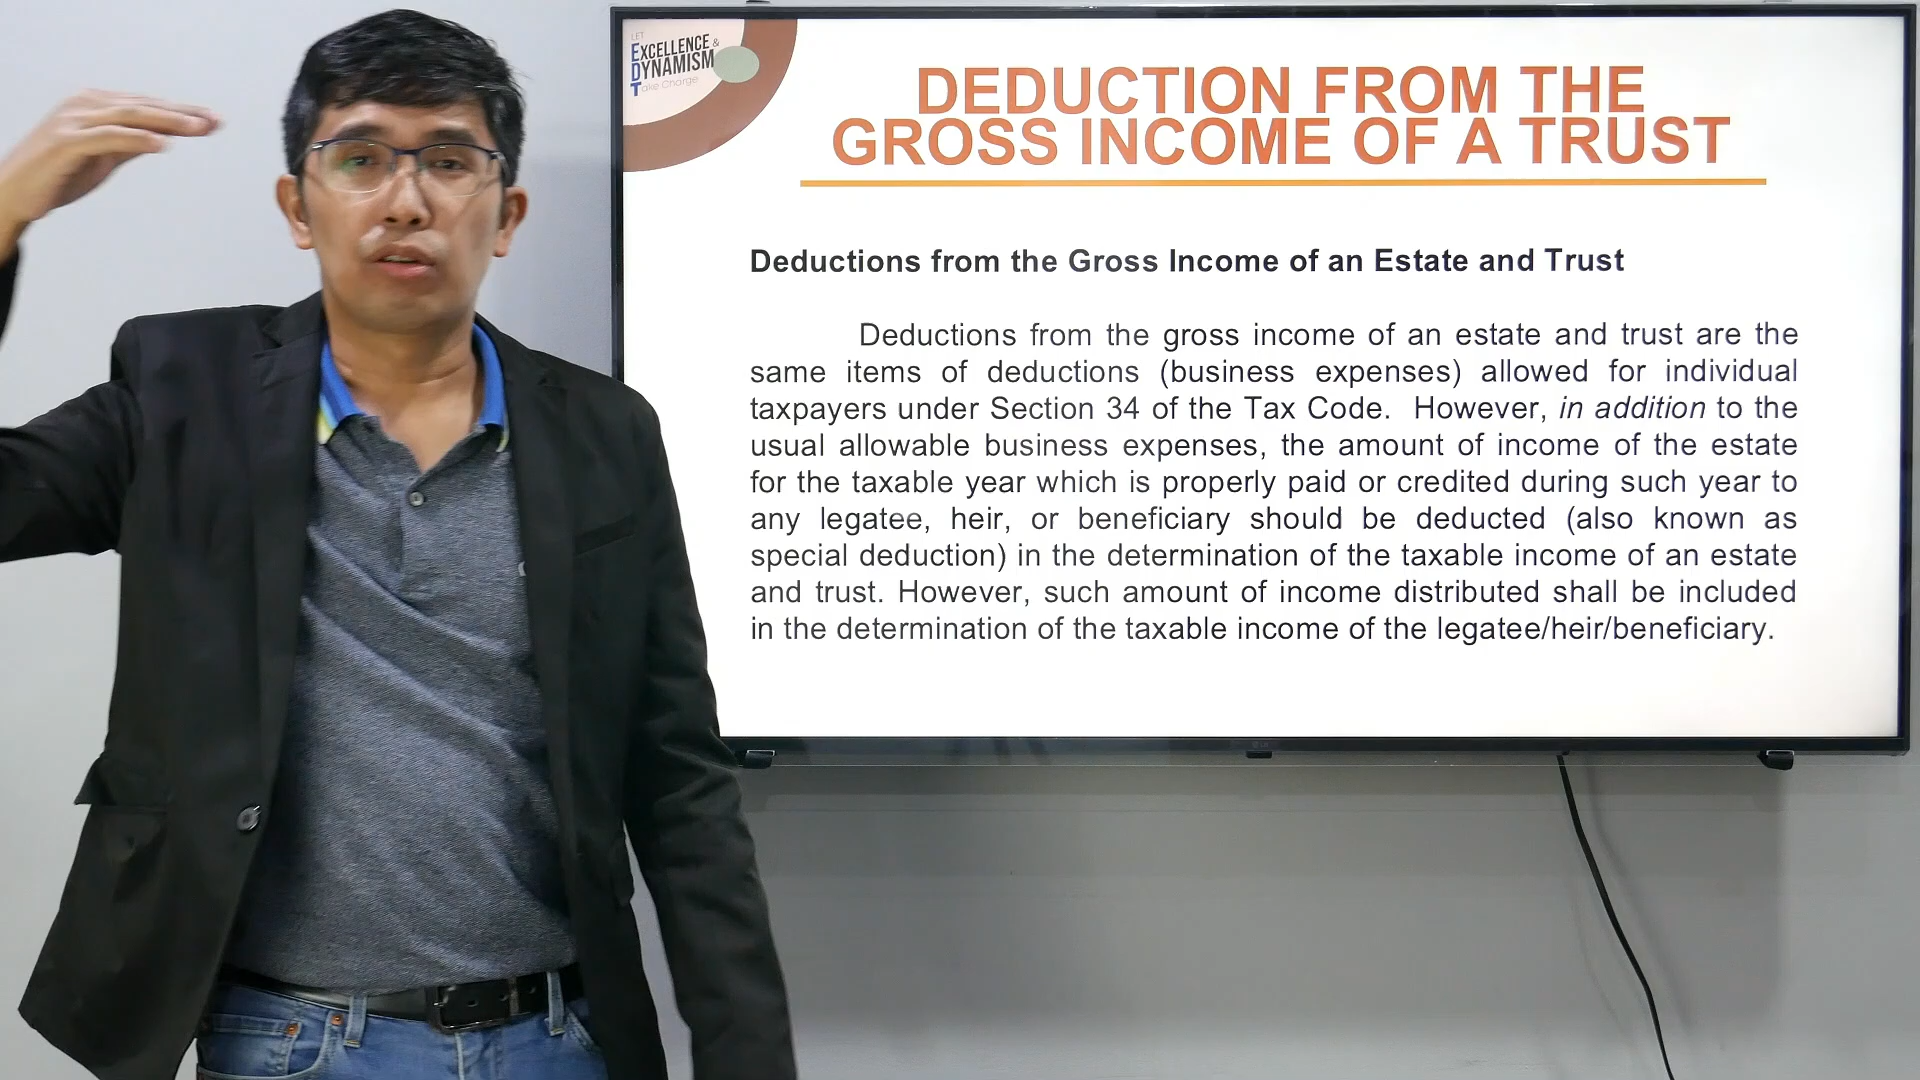 LET
EXCELLENCE &
DYNAMISM
Take Charge
DEDUCTION FROM THE
GROSS INCOME OF A TRUST
Deductions from the Gross Income of an Estate and Trust
Deductions from the gross income of an estate and trust are the
same items of deductions (business expenses) allowed for individual
taxpayers under Section 34 of the Tax Code. However, in addition to the
usual allowable business expenses, the amount of income of the estate
for the taxable year which is properly paid or credited during such year to
any legatee, heir, or beneficiary should be deducted (also known as
special deduction) in the determination of the taxable income of an estate
and trust. However, such amount of income distributed shall be included
in the determination of the taxable income of the legatee/heir/beneficiary.